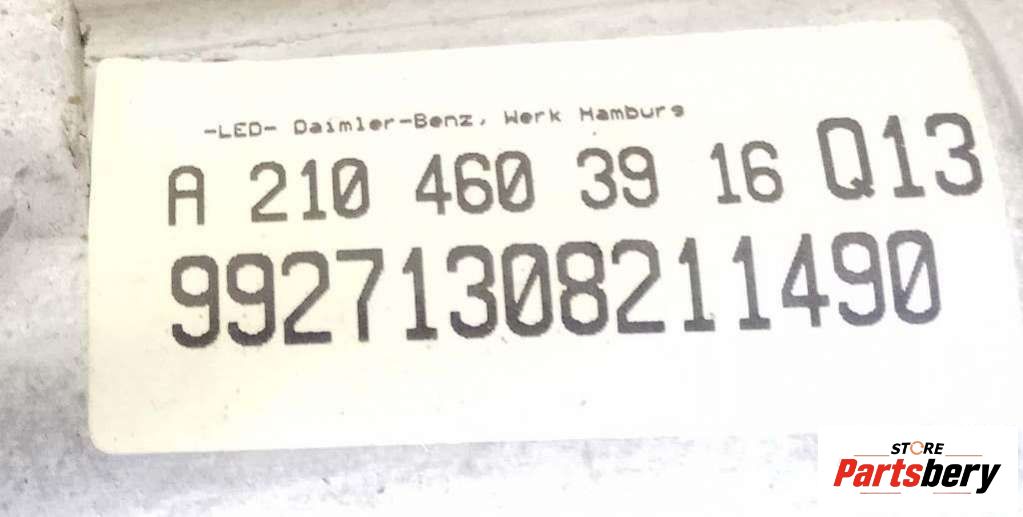 -LED- Daimler-Benz, Werk Hamburg
A 210 460 39 16 Q13
99271308211490
STORE
Partsbery